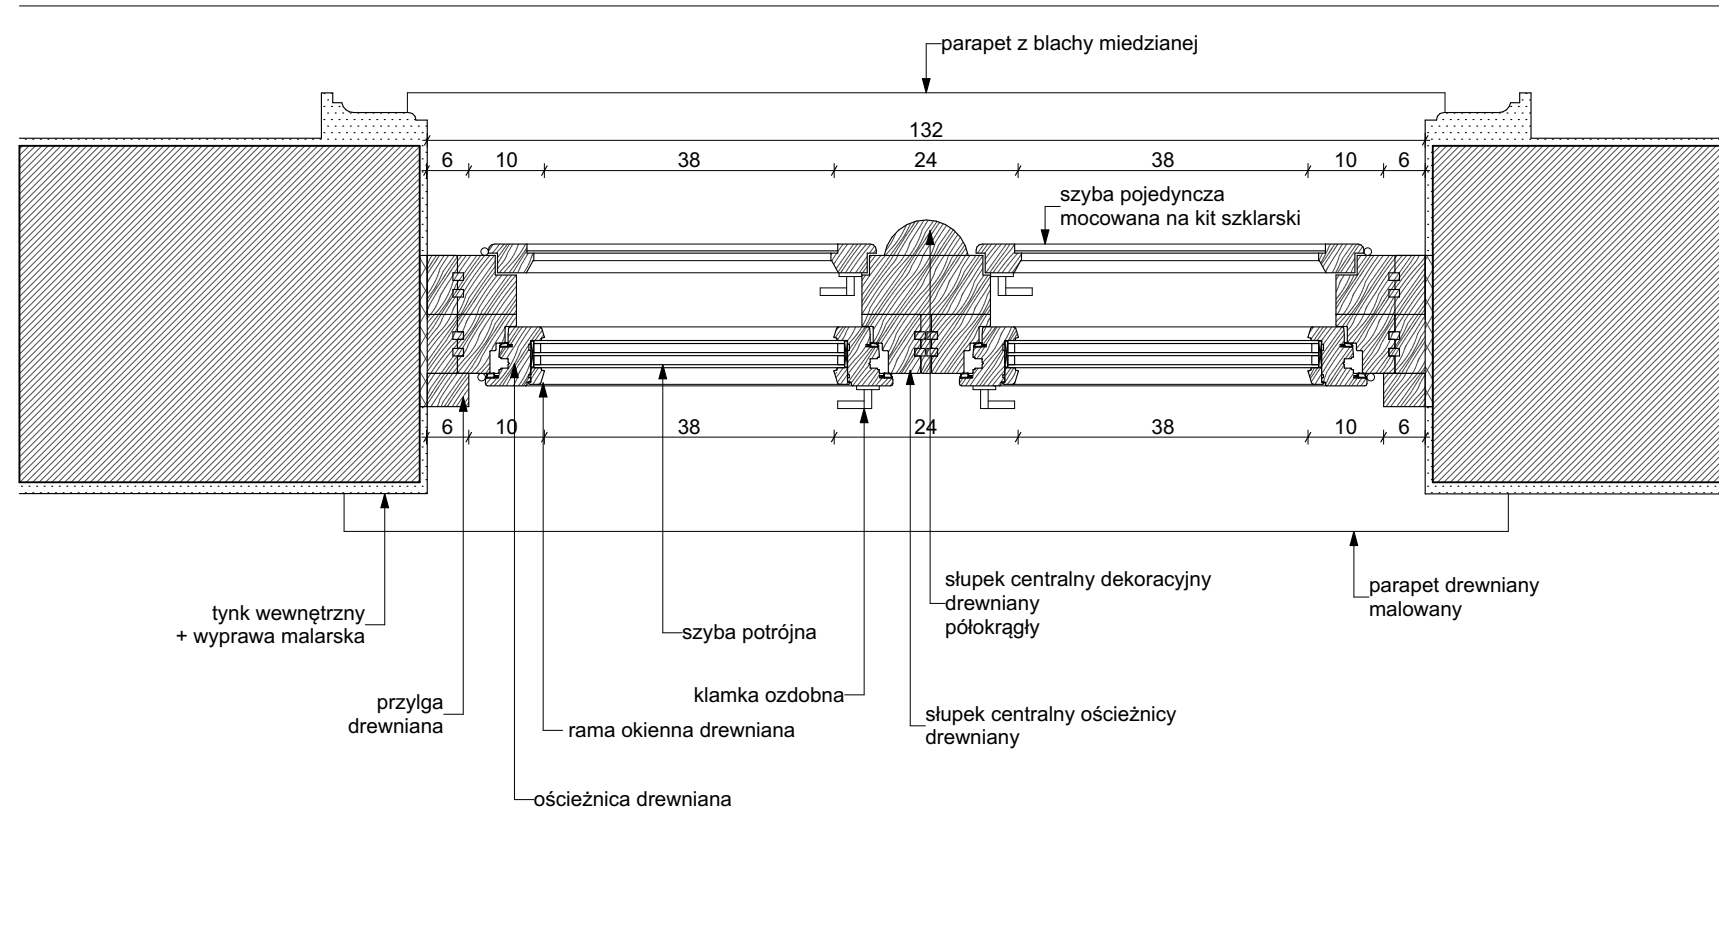 parapet z blachy miedzianej
132
6 10 38 24 38 10 6
szyba pojedyncza
mocowana na kit szklarski
6 10 38 24 38 10 6
słupek centralny dekoracyjny
drewniany
półokrągły
parapet drewniany
malowany
tynk wewnętrzny
+ wyprawa malarska
szyba potrójna
klamka ozdobna
przylga
drewniana
rama okienna drewniana
słupek centralny ościeżnicy
drewniany
ościeżnica drewniana